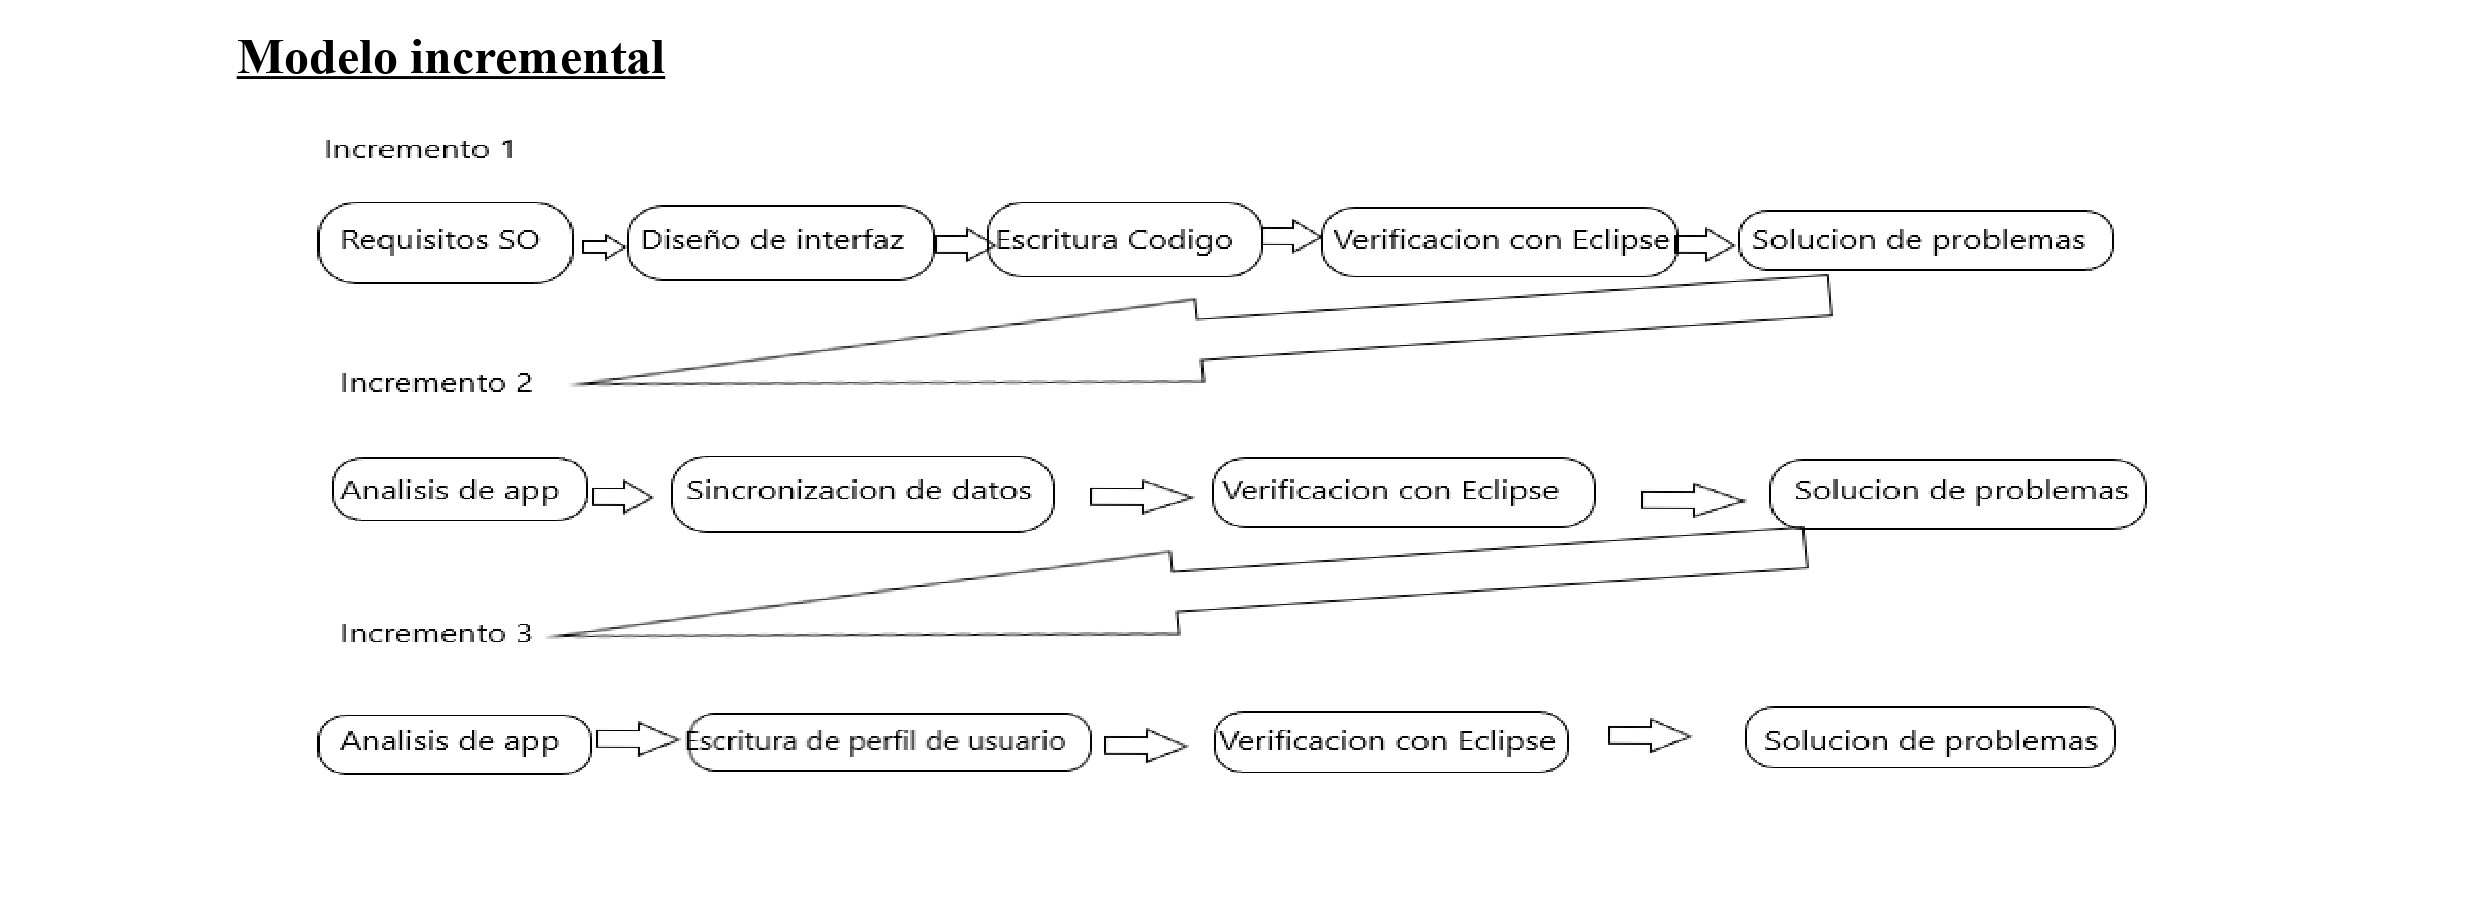 Modelo incremental
Incremento 1
Requisitos SO
Diseño de interfaz
Escritura Codigo
Verificacion con Eclipse
Solucion de problemas
Incremento 2
Analisis de app
Sincronizacion de datos
Verificacion con Eclipse
Solucion de problemas
Incremento 3
Analisis de app
Escritura de perfil de usuario
Verificacion con Eclipse
Solucion de problemas